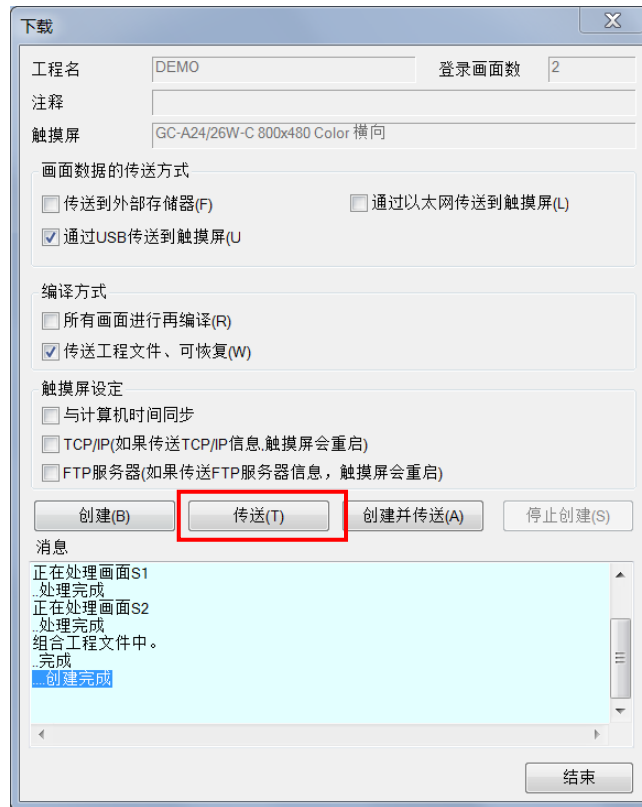 下载
工程名 DEMO 登录画面数 2
注释
触摸屏 GC-A24/26W-C 800x480 Color 横向
画面数据的传送方式
传送到外部存储器(F) 通过以太网传送到触摸屏(L)
通过USB传送到触摸屏(U
编译方式
所有画面进行再编译(R)
传送工程文件、可恢复(W)
触摸屏设定
与计算机时间同步
TCP/IP(如果传送TCP/IP信息,触摸屏会重启)
FTP服务器(如果传送FTP服务器信息，触摸屏会重启)
创建(B) 传送(T) 创建并传送(A) 停止创建(S)
消息
正在处理画面S1
..处理完成
正在处理画面S2
..处理完成
组合工程文件中。
..完成
....创建完成
结束